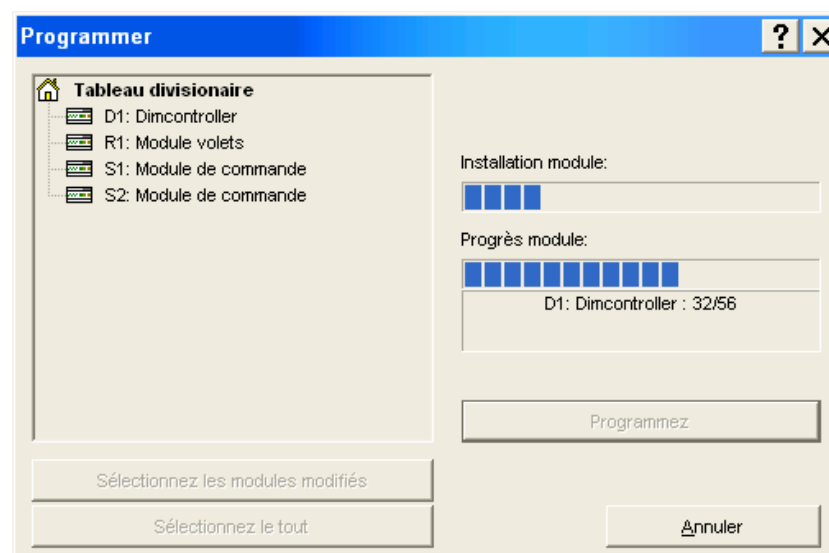 Programmer
?
Tableau divisionaire
D1: Dimcontroller
R1: Module volets
S1: Module de commande
S2: Module de commande
Installation module:
Progrès module:
D1: Dimcontroller : 32/56
Programmez
Sélectionnez les modules modifiés
Sélectionnez le tout
Annuler